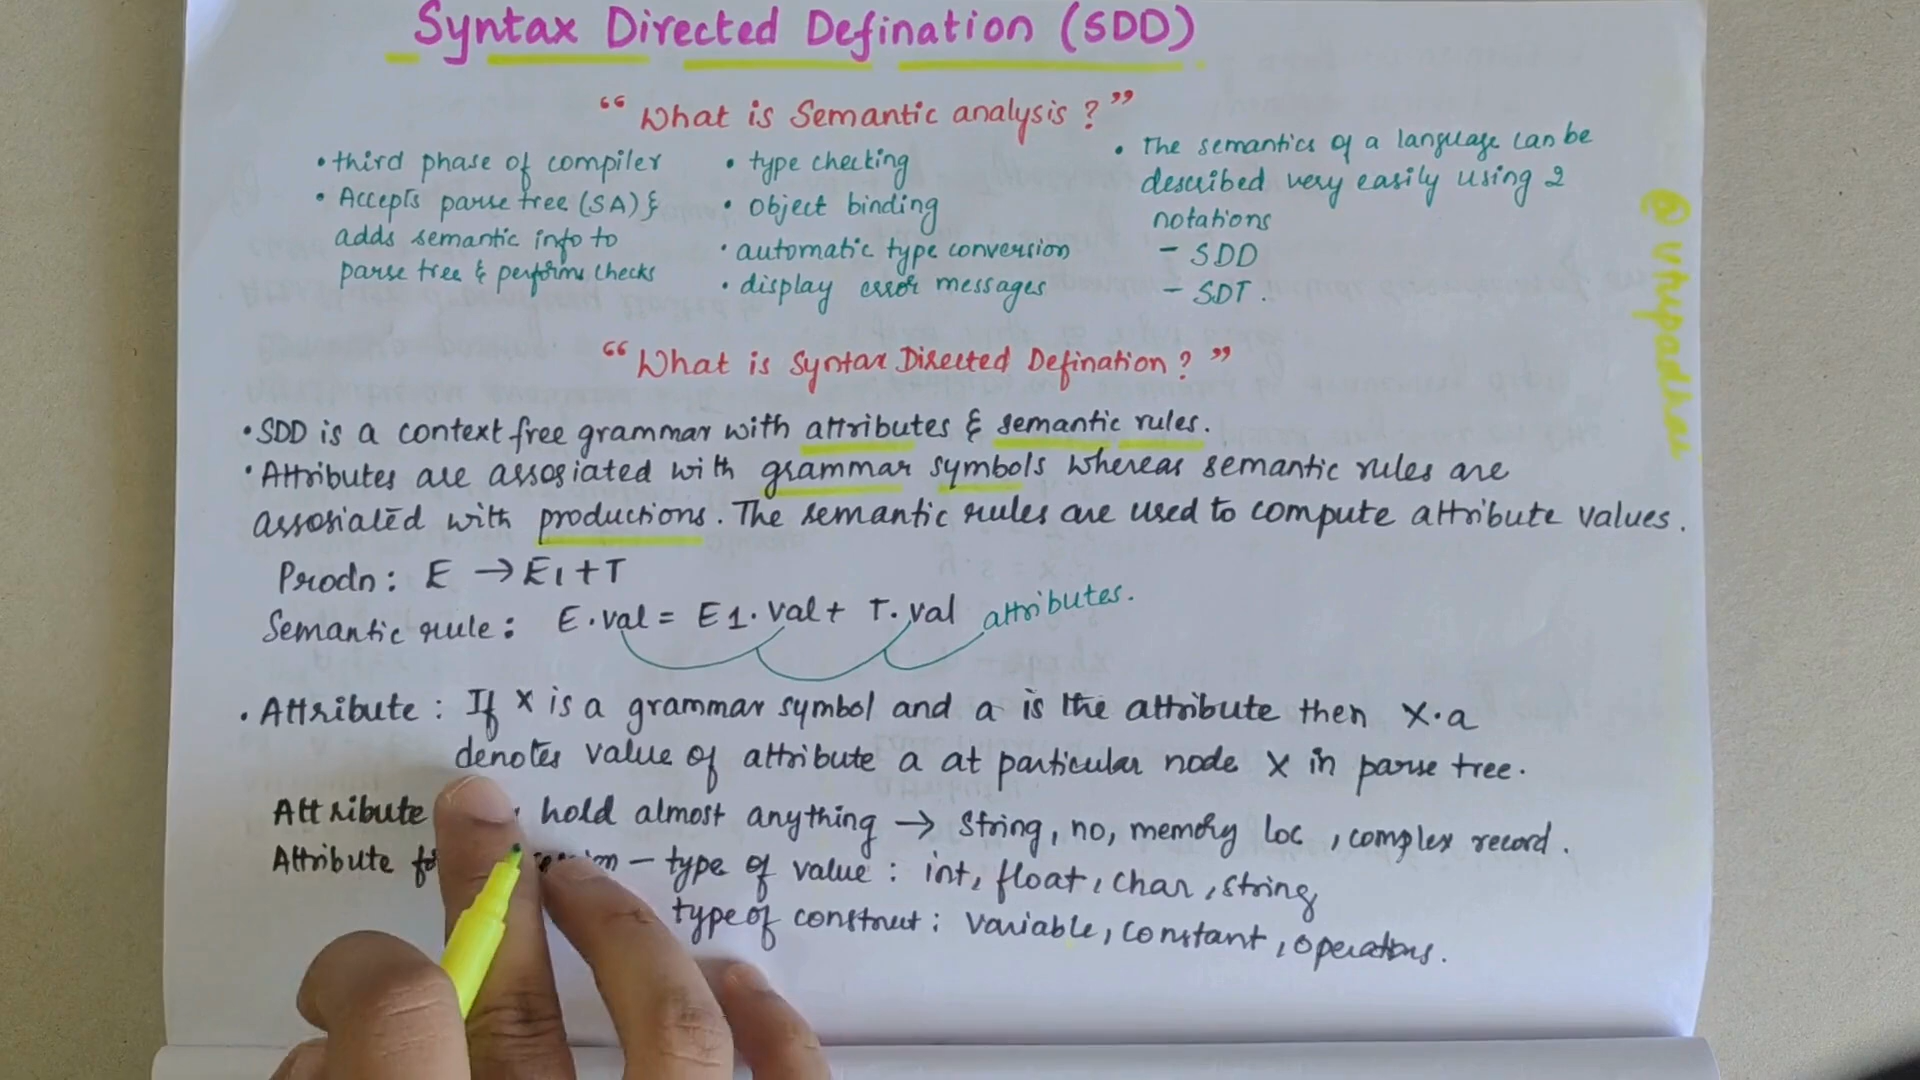 Syntax Directed Defination (SDD)
“ What is Semantic analysis ? ”
• third phase of compiler
• Accepts parse tree (SA) &
adds semantic info to
parse tree & performs checks
• type checking
• object binding
• automatic type conversion
• display error messages
• The semantics of a language can be
described very easily using 2
notations
- SDD
- SDT.
“ What is Syntax Directed Defination ? ”
• SDD is a context free grammar with attributes & semantic rules.
• Attributes are assosiated with grammar symbols whereas semantic rules are
assosiated with productions. The semantic rules are used to compute attribute values.
Prodn: E → E1+T
Semantic rule: E.val = E1.val + T.val attributes.
• Attribute : If X is a grammar symbol and a is the attribute then X.a
denotes value of attribute a at particular node X in parse tree.
Attribute hold almost anything → String, no, memory loc, complex record.
Attribute - type of value : int, float, char, string
type of construct : Variable, constant, operations.